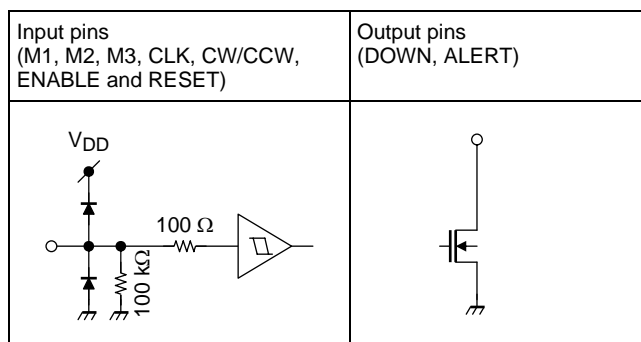 Input pins
(M1, M2, M3, CLK, CW/CCW,
ENABLE and RESET)
Output pins
(DOWN, ALERT)
VDD
100 Ω
100 kΩ